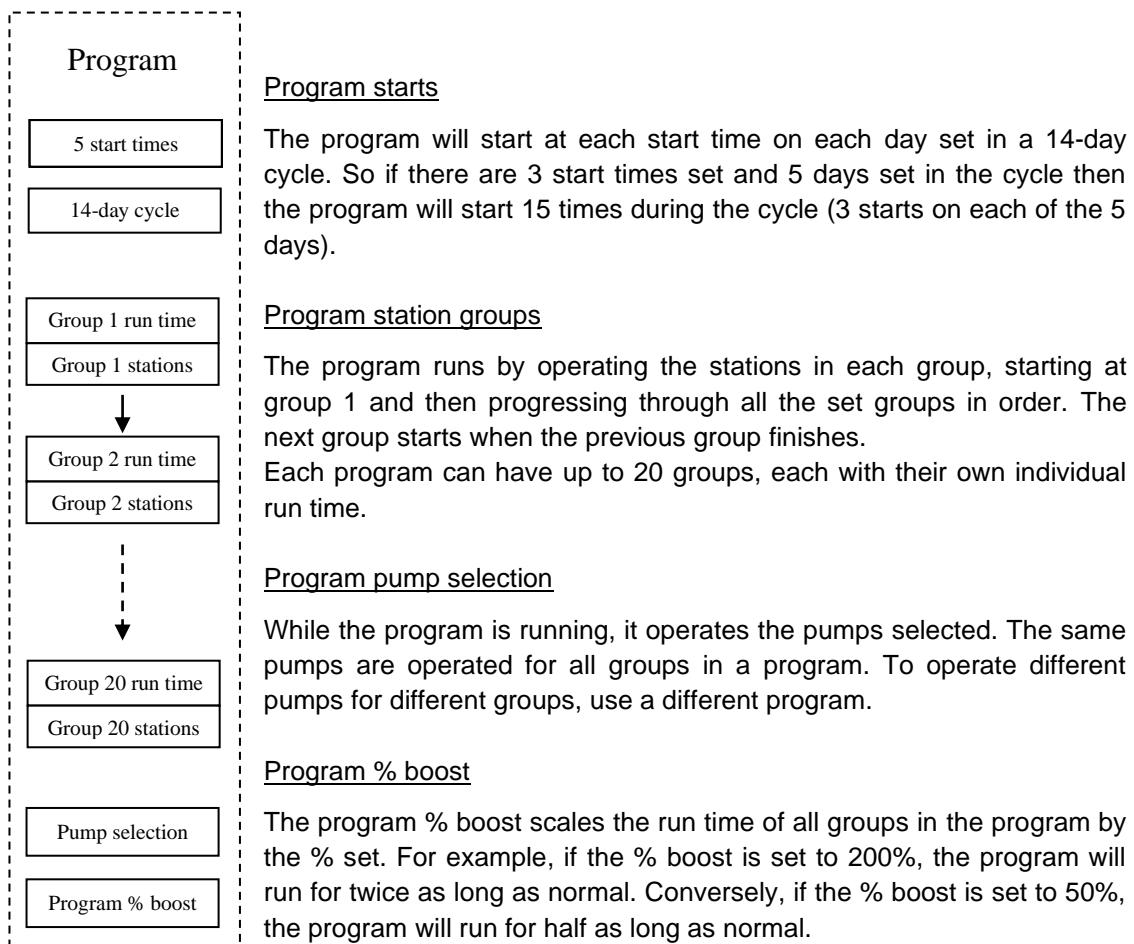 Program
5 start times
14-day cycle
Group 1 run time
Group 1 stations
Group 2 run time
Group 2 stations
Group 20 run time
Group 20 stations
Pump selection
Program % boost
Program starts
The program will start at each start time on each day set in a 14-day
cycle. So if there are 3 start times set and 5 days set in the cycle then
the program will start 15 times during the cycle (3 starts on each of the 5
days).
Program station groups
The program runs by operating the stations in each group, starting at
group 1 and then progressing through all the set groups in order. The
next group starts when the previous group finishes.
Each program can have up to 20 groups, each with their own individual
run time.
Program pump selection
While the program is running, it operates the pumps selected. The same
pumps are operated for all groups in a program. To operate different
pumps for different groups, use a different program.
Program % boost
The program % boost scales the run time of all groups in the program by
the % set. For example, if the % boost is set to 200%, the program will
run for twice as long as normal. Conversely, if the % boost is set to 50%,
the program will run for half as long as normal.